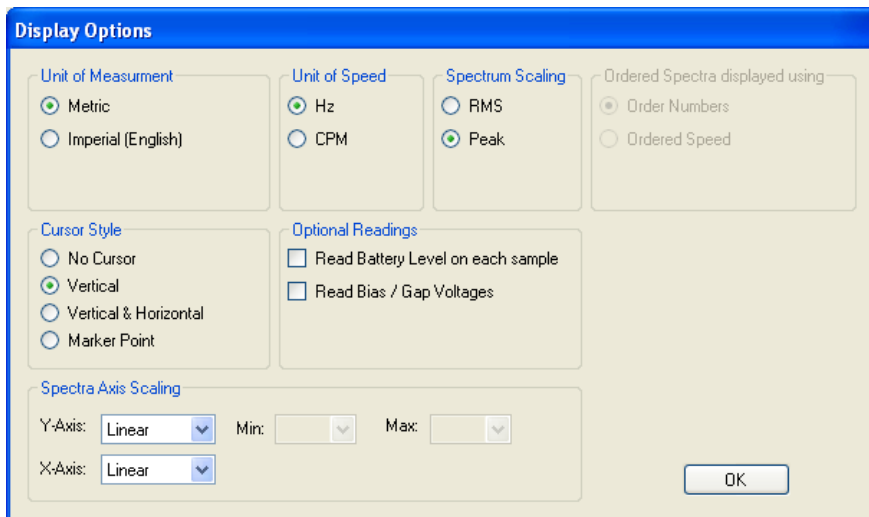 Display Options
Unit of Measurment
Metric
Imperial (English)
Unit of Speed
Hz
CPM
Spectrum Scaling
RMS
Peak
Ordered Spectra displayed using
Order Numbers
Ordered Speed
Cursor Style
No Cursor
Vertical
Vertical & Horizontal
Marker Point
Optional Readings
Read Battery Level on each sample
Read Bias / Gap Voltages
Spectra Axis Scaling
Y-Axis: Linear Min: Max:
X-Axis: Linear
OK